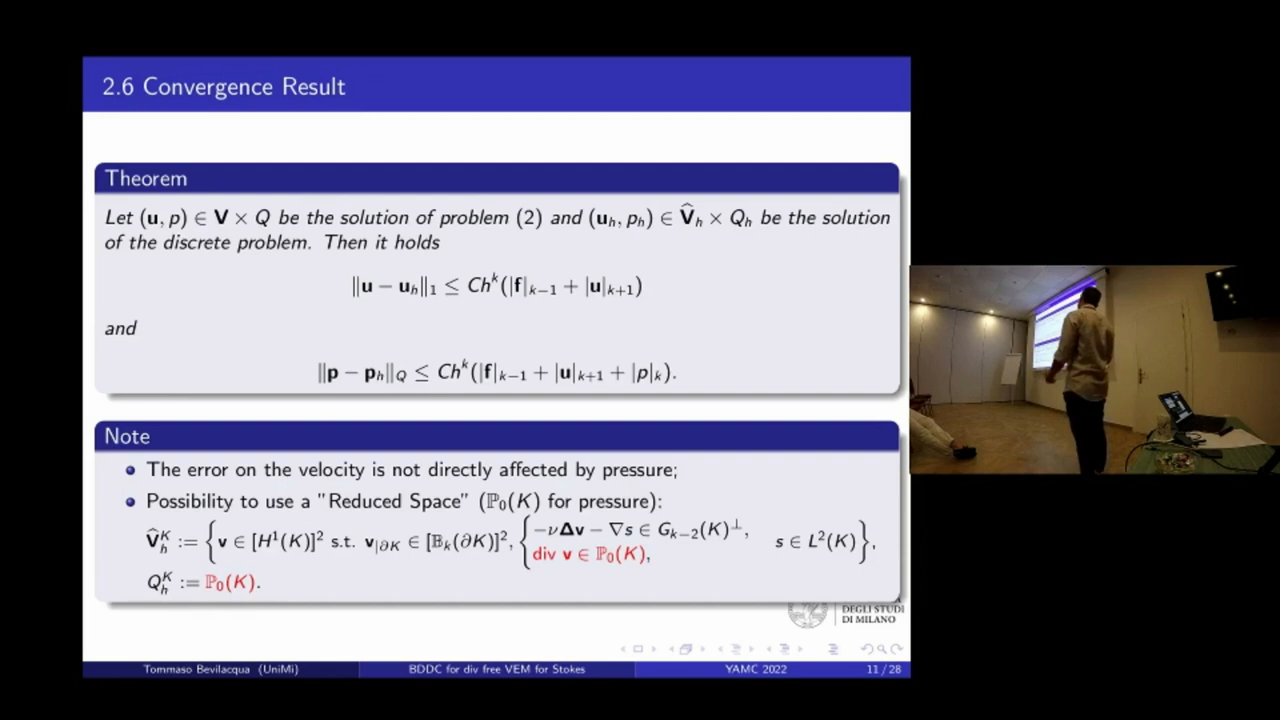 2.6 Convergence Result
Theorem
Let (u, p) ∈ V × Q be the solution of problem (2) and (u_h, p_h) ∈ V̂_h × Q_h be the solution
of the discrete problem. Then it holds
‖u − u_h‖_1 ≤ Ch^k(|f|_{k−1} + |u|_{k+1})
and
‖p − p_h‖_Q ≤ Ch^k(|f|_{k−1} + |u|_{k+1} + |p|_k).
Note
• The error on the velocity is not directly affected by pressure;
• Possibility to use a "Reduced Space" (ℙ_0(K) for pressure):
V̂_h^K := { v ∈ [H^1(K)]^2 s.t. v_{|∂K} ∈ [𝔹_k(∂K)]^2, { −νΔv − ∇s ∈ G_{k−2}(K)^⊥, div v ∈ ℙ_0(K), s ∈ L^2(K) },
Q_h^K := ℙ_0(K).
DEGLI STUDI
DI MILANO
Tommaso Bevilacqua (UniMi) BDDC for div free VEM for Stokes YAMC 2022 11 / 28